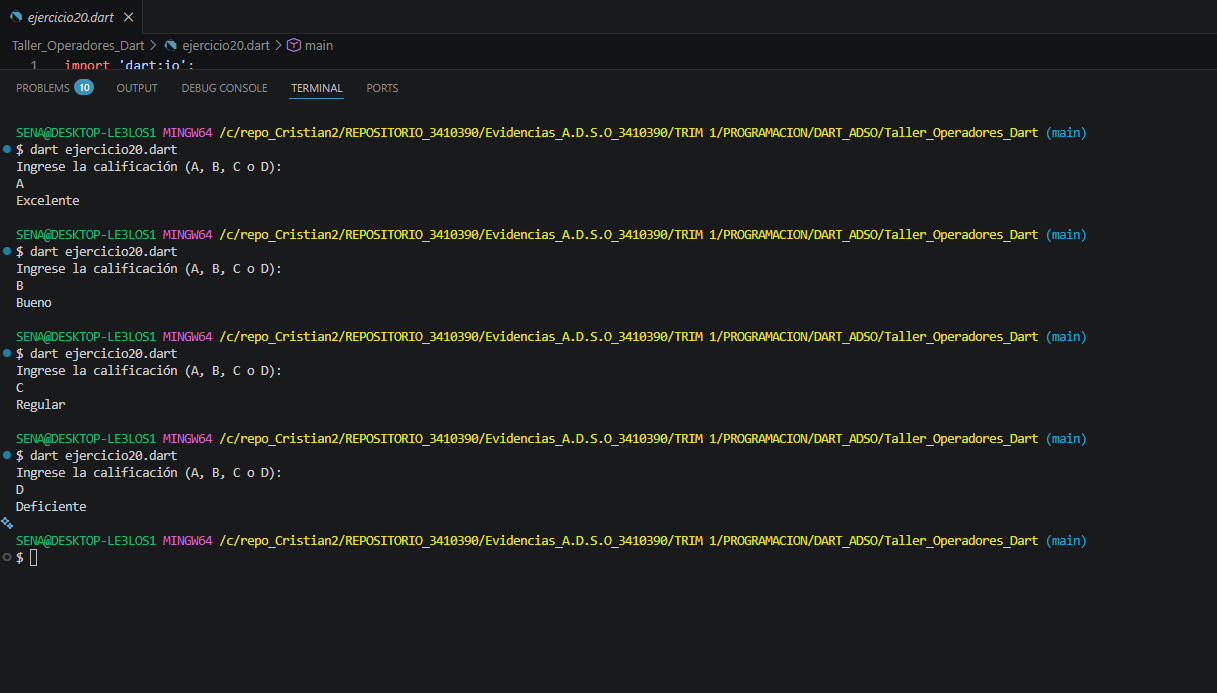 ejercicio20.dart
Taller_Operadores_Dart > ejercicio20.dart > main
1 import 'dart:io';
PROBLEMS 10 OUTPUT DEBUG CONSOLE TERMINAL PORTS
SENA@DESKTOP-LE3LOS1 MINGW64 /c/repo_Cristian2/REPOSITORIO_3410390/Evidencias_A.D.S.O_3410390/TRIM 1/PROGRAMACION/DART_ADSO/Taller_Operadores_Dart (main)
$ dart ejercicio20.dart
Ingrese la calificación (A, B, C o D):
A
Excelente
SENA@DESKTOP-LE3LOS1 MINGW64 /c/repo_Cristian2/REPOSITORIO_3410390/Evidencias_A.D.S.O_3410390/TRIM 1/PROGRAMACION/DART_ADSO/Taller_Operadores_Dart (main)
$ dart ejercicio20.dart
Ingrese la calificación (A, B, C o D):
B
Bueno
SENA@DESKTOP-LE3LOS1 MINGW64 /c/repo_Cristian2/REPOSITORIO_3410390/Evidencias_A.D.S.O_3410390/TRIM 1/PROGRAMACION/DART_ADSO/Taller_Operadores_Dart (main)
$ dart ejercicio20.dart
Ingrese la calificación (A, B, C o D):
C
Regular
SENA@DESKTOP-LE3LOS1 MINGW64 /c/repo_Cristian2/REPOSITORIO_3410390/Evidencias_A.D.S.O_3410390/TRIM 1/PROGRAMACION/DART_ADSO/Taller_Operadores_Dart (main)
$ dart ejercicio20.dart
Ingrese la calificación (A, B, C o D):
D
Deficiente
SENA@DESKTOP-LE3LOS1 MINGW64 /c/repo_Cristian2/REPOSITORIO_3410390/Evidencias_A.D.S.O_3410390/TRIM 1/PROGRAMACION/DART_ADSO/Taller_Operadores_Dart (main)
$